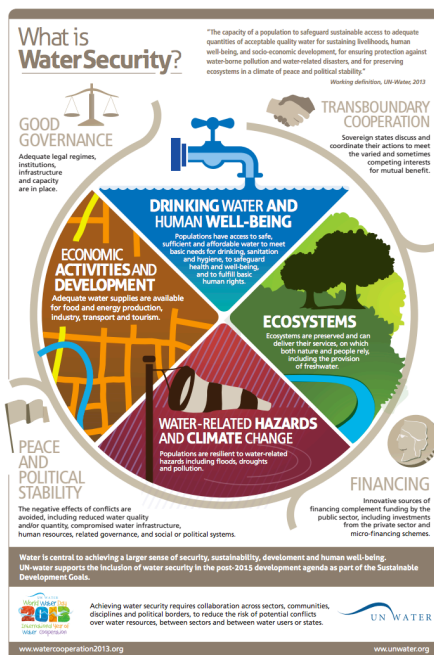 What is
Water Security?
"The capacity of a population to safeguard sustainable access to adequate
quantities of acceptable quality water for sustaining livelihoods, human
well-being, and socio-economic development, for ensuring protection against
water-borne pollution and water-related disasters, and for preserving
ecosystems in a climate of peace and political stability."
Working definition, UN-Water, 2013
GOOD
GOVERNANCE
Adequate legal regimes,
institutions,
infrastructure
and capacity
are in place.
TRANSBOUNDARY
COOPERATION
Sovereign states discuss and
coordinate their actions to meet
the varied and sometimes
competing interests
for mutual benefit.
DRINKING WATER AND
HUMAN WELL-BEING
Populations have access to safe,
sufficient and affordable water to meet
basic needs for drinking, sanitation
and hygiene, to safeguard
health and well-being,
and to fulfill basic
human rights.
ECONOMIC
ACTIVITIES AND
DEVELOPMENT
Adequate water supplies are available
for food and energy production,
industry, transport and tourism.
ECOSYSTEMS
Ecosystems are preserved and can
deliver their services, on which
both nature and people rely,
including the provision
of freshwater.
WATER-RELATED HAZARDS
AND CLIMATE CHANGE
Populations are resilient to water-related
hazards including floods, droughts
and pollution.
PEACE
AND
POLITICAL
STABILITY
The negative effects of conflicts are
avoided, including reduced water quality
and/or quantity, compromised water infrastructure,
human resources, related governance, and social or political systems.
FINANCING
Innovative sources of
financing complement funding by the
public sector, including investments
from the private sector and
micro-financing schemes.
Water is central to achieving a larger sense of security, sustainability, develoment and human well-being.
UN-water supports the inclusion of water security in the post-2015 development agenda as part of the Sustainable
Development Goals.
UN WATER
World Water Day
2013
International Year of
Water Cooperation
Achieving water security requires collaboration across sectors, communities,
disciplines and political borders, to reduce the risk of potential conflicts
over water resources, between sectors and between water users or states.
UN WATER
www.watercooperation2013.org
www.unwater.org